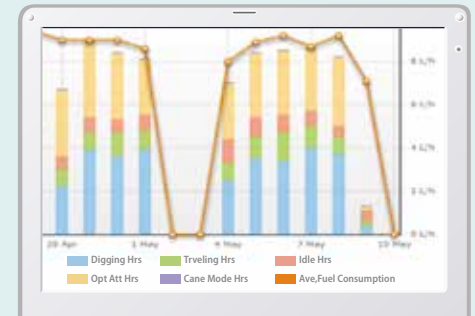 8 L/h
6 L/h
4 L/h
2 L/h
0 L/h
28 Apr 1 May 4 May 7 May 10 May
Digging Hrs Trveling Hrs Idle Hrs
Opt Att Hrs Cane Mode Hrs Ave,Fuel Consumption